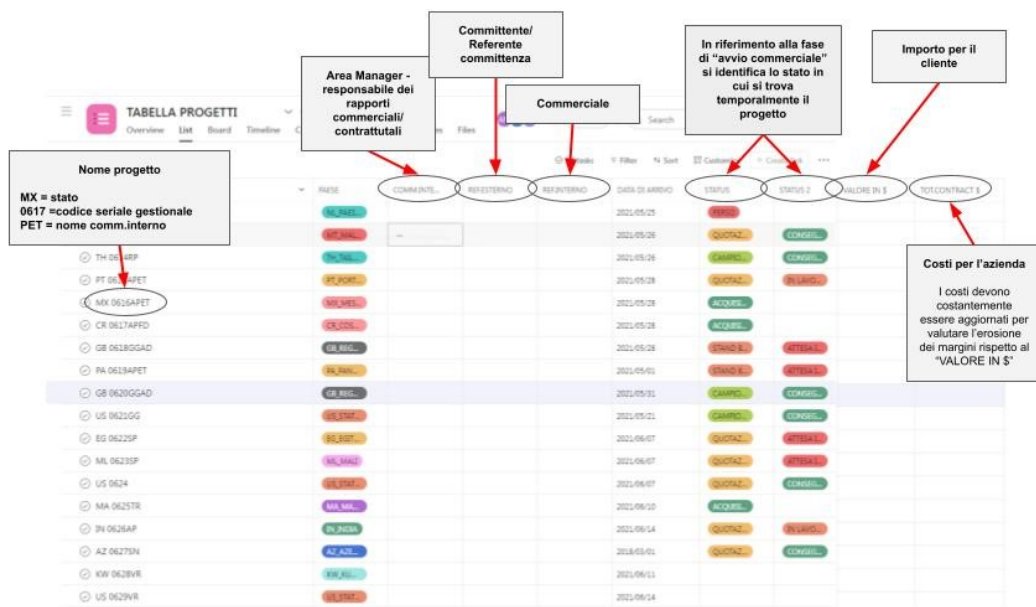 Committente/
Referente
committenza
In riferimento alla fase
di “avvio commerciale”
si identifica lo stato in
cui si trova
temporalmente il
progetto
Importo per il
cliente
Area Manager -
responsabile dei
rapporti
commerciali/
contrattutali
Commerciale
TABELLA PROGETTI
Overview List Board Timeline Files
Search
Filter Sort
Nome progetto
MX = stato
0617 =codice seriale gestionale
PET = nome comm.interno
PAESE COMM.INTE... REF.ESTERNO REF.INTERNO DATA DI ARRIVO STATUS STATUS 2 VALORE IN $ TOT.CONTRACT $
2021/05/25 PERSO
MT_MAL... — 2021/05/26 QUOTAZ... CONSEG...
2021/05/26 CAMPIO... CONSEG...
PT_PORT... 2021/05/28 QUOTAZ... IN LAVO...
MX 0616APET MX_MES... 2021/05/28 ACQUISI...
CR 0617APFD CR_COS... 2021/05/28 ACQUISI...
GB 0618GGAD GB_REG... 2021/05/28 STAND B... ATTESA I...
PA 0619APET PA_PAN... 2021/05/01 STAND B... ATTESA I...
GB 0620GGAD GB_REG... 2021/05/31 CAMPIO... CONSEG...
US 0621GG US_STAT... 2021/05/21 CAMPIO... CONSEG...
EG 0622SP EG_EGIT... 2021/06/07 QUOTAZ... ATTESA I...
ML 0623SP ML_MALI 2021/06/07 QUOTAZ... ATTESA I...
US 0624 US_STAT... 2021/06/07 QUOTAZ... CONSEG...
MA 0625TR MA_MA... 2021/06/10 ACQUISI...
IN 0626AP IN_INDIA 2021/06/14 QUOTAZ... IN LAVO...
AZ 0627SN AZ_AZE... 2018/03/01 QUOTAZ... CONSEG...
KW 0628VR KW_KU... 2021/06/11
US 0629VR US_STAT... 2021/06/14
Costi per l’azienda
I costi devono
costantemente
essere aggiornati per
valutare l’erosione
dei margini rispetto al
“VALORE IN $”